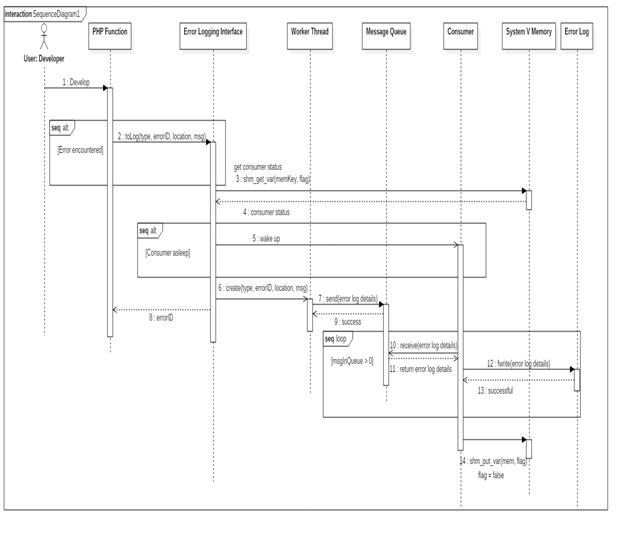 interaction SequenceDiagram1
PHP Function
Error Logging Interface
Worker Thread
Message Queue
Consumer
System V Memory
Error Log
User: Developer
1 : Develop
seq alt
2 : toLog(type, errorID, location, msg)
[Error encountered]
get consumer status
3 : shm_get_var(memKey, flag)
4 : consumer status
seq alt
5 : wake up
[Consumer asleep]
6 : create(type, errorID, location, msg)
7 : send(error log details)
8 : errorID
9 : success
seq loop
10 : receive(error log details)
[msgInQueue > 0]
12 : fwrite(error log details)
11 : return error log details
13 : successful
14 : shm_put_var(mem, flag)
flag = false